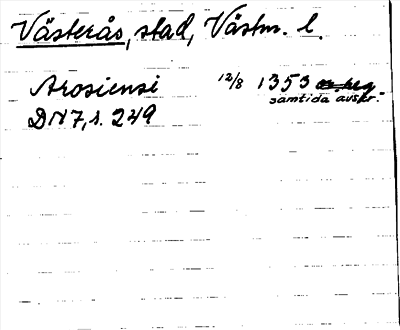 Västerås, stad, Västm. l.
Arosiensi 12/8 1353 or. perg.
samtida avskr.
DN 7, s. 249